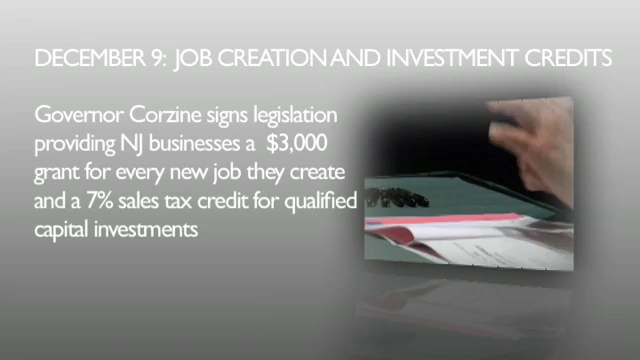 DECEMBER 9: JOB CREATION AND INVESTMENT CREDITS
Governor Corzine signs legislation
providing NJ businesses a $3,000
grant for every new job they create
and a 7% sales tax credit for qualified
capital investments